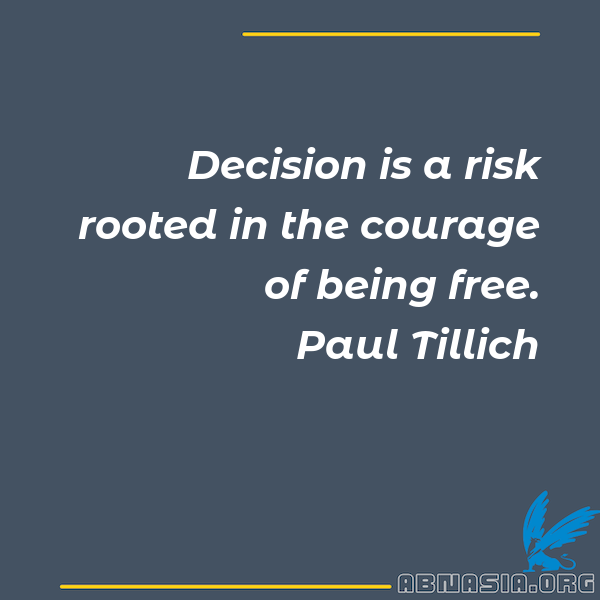 Decision is a risk
rooted in the courage
of being free.
Paul Tillich
ABNASIA.ORG